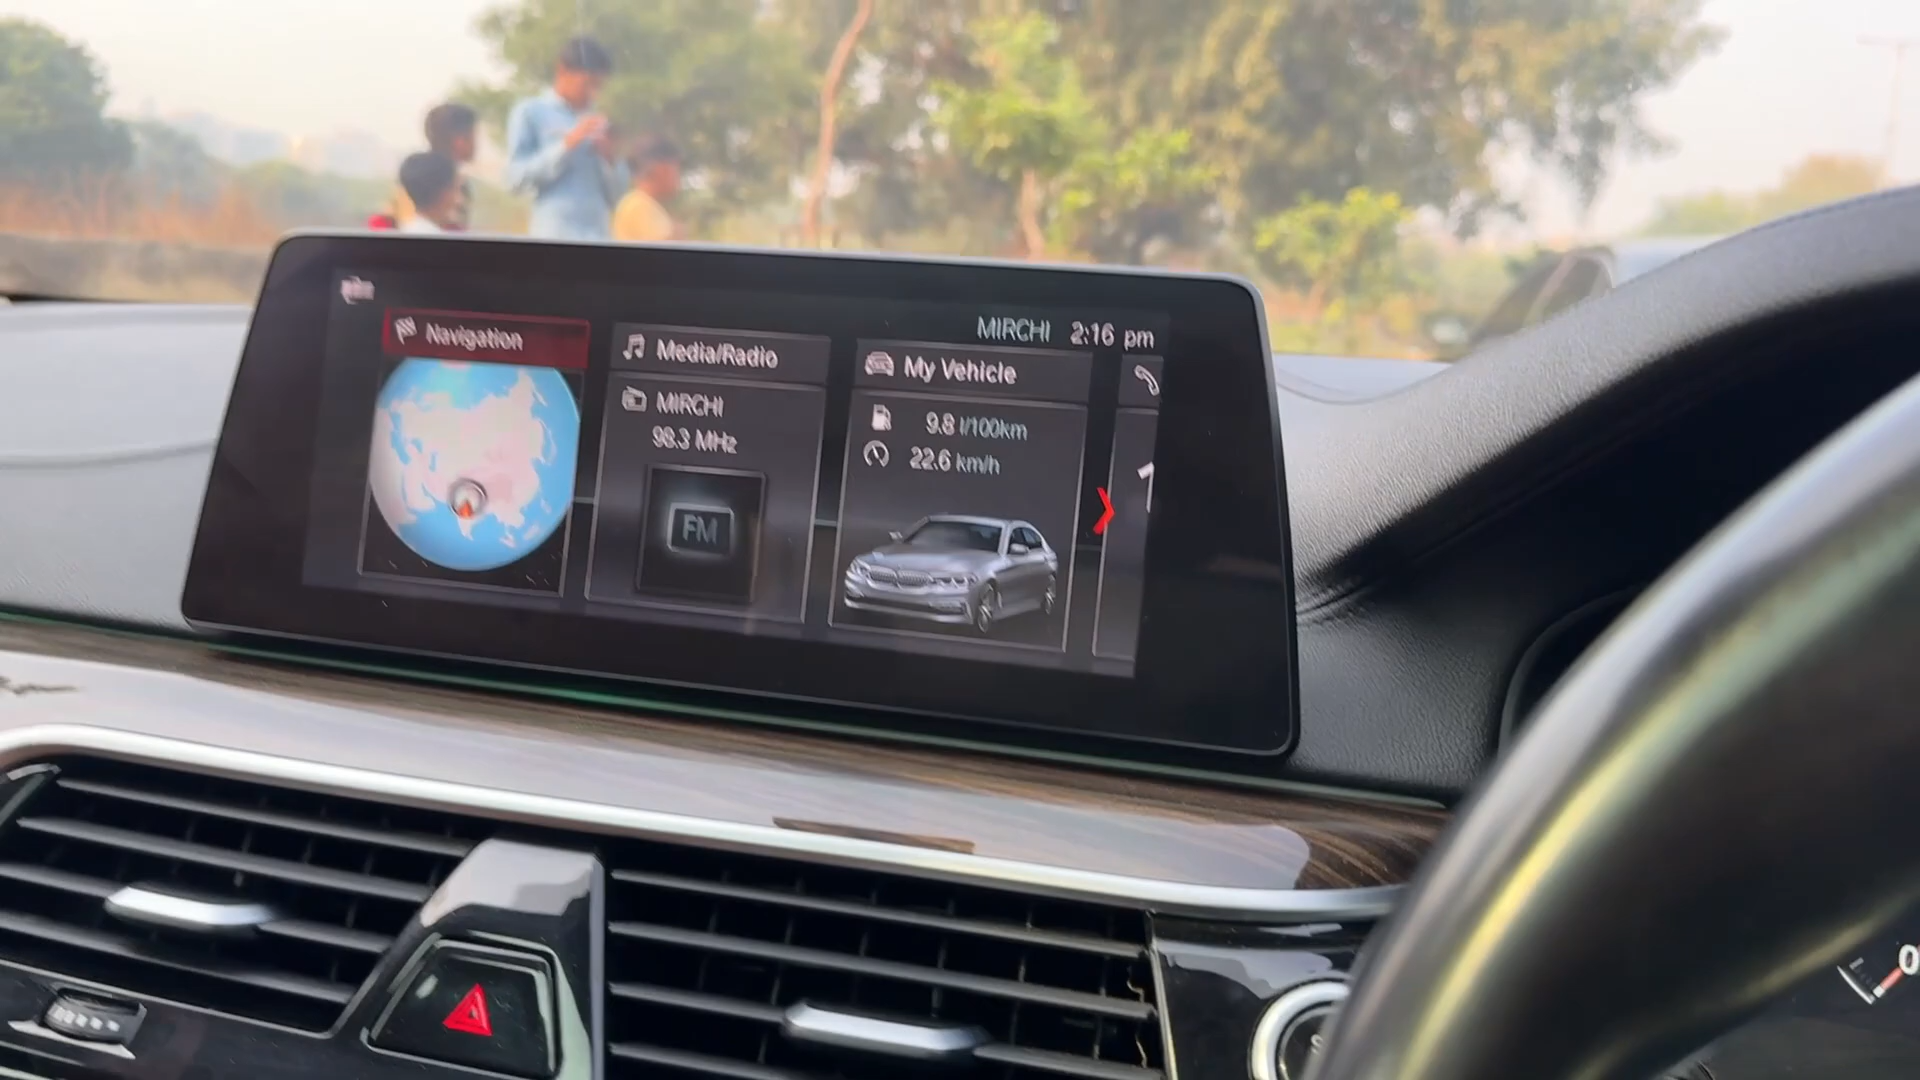 MIRCHI 2:16 pm
Navigation
Media/Radio
MIRCHI
98.3 MHz
FM
My Vehicle
9.8 l/100km
22.6 km/h
0